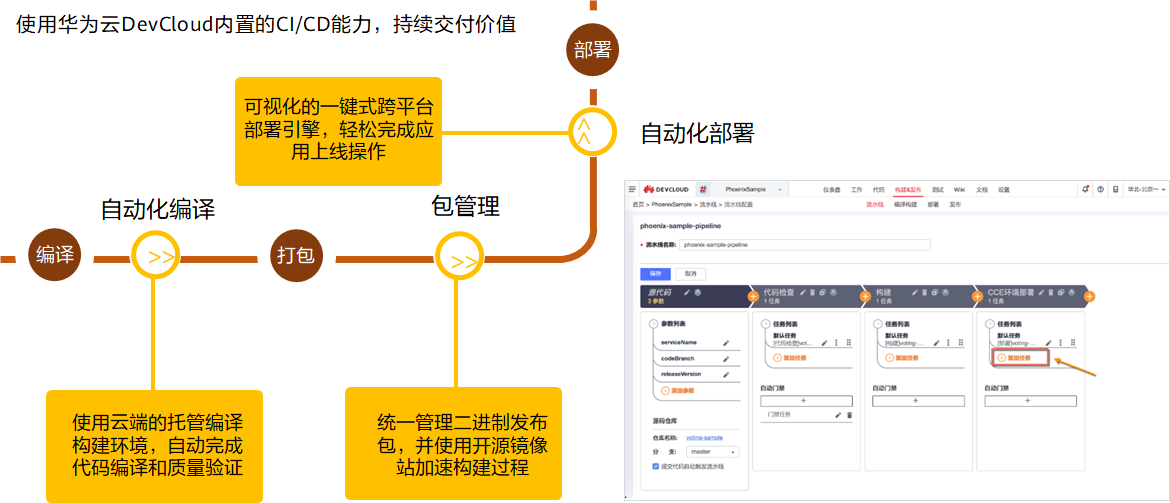 使用华为云DevCloud内置的CI/CD能力，持续交付价值
部署
可视化的一键式跨平台
部署引擎，轻松完成应
用上线操作
自动化部署
自动化编译
包管理
编译
>>
打包
>>
使用云端的托管编译
构建环境，自动完成
代码编译和质量验证
统一管理二进制发布
包，并使用开源镜像
站加速构建过程
DEVCLOUD # PhoenixSample 仪表盘 工作 代码 构建&发布 测试 Wiki 文档 设置 华北-北京一
首页 > PhoenixSample > 流水线 > 流水线配置 流水线 编译构建 部署 发布
phoenix-sample-pipeline
* 流水线名称: phoenix-sample-pipeline
保存 取消
源代码 代码检查 构建 CCE环境部署
3 参数 1 任务 1 任务 1 任务
参数列表 任务列表 任务列表 任务列表
默认任务 默认任务 默认任务
serviceName [代码检查]vot... [构建]voting-... [部署]voting-...
codeBranch 添加任务 添加任务 添加任务
releaseVersion
添加参数 自动门禁 自动门禁 自动门禁
+ + +
源码仓库 门禁任务
仓库名称: voting-sample
分 支: master
提交代码自动触发流水线